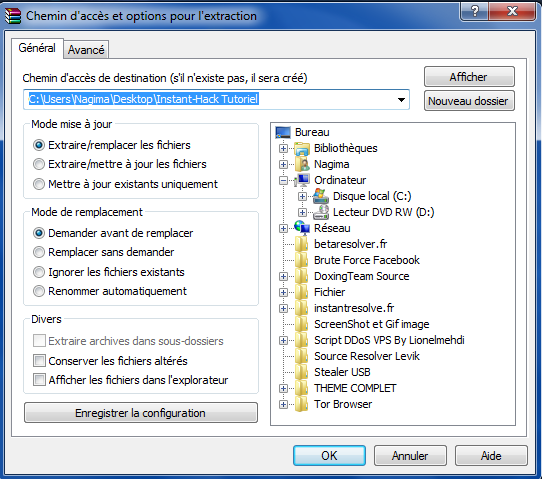 Chemin d'accès et options pour l'extraction
Général
Avancé
Chemin d'accès de destination (s'il n'existe pas, il sera créé)
Afficher
C:\Users\Nagima\Desktop\Instant-Hack Tutoriel
Nouveau dossier
Mode mise à jour
Extraire/remplacer les fichiers
Extraire/mettre à jour les fichiers
Mettre à jour existants uniquement
Mode de remplacement
Demander avant de remplacer
Remplacer sans demander
Ignorer les fichiers existants
Renommer automatiquement
Divers
Extraire archives dans sous-dossiers
Conserver les fichiers altérés
Afficher les fichiers dans l'explorateur
Enregistrer la configuration
Bureau
Bibliothèques
Nagima
Ordinateur
Disque local (C:)
Lecteur DVD RW (D:)
Réseau
betaresolver.fr
Brute Force Facebook
DoxingTeam Source
Fichier
instantresolve.fr
ScreenShot et Gif image
Script DDoS VPS By Lionelmehdi
Source Resolver Levik
Stealer USB
THEME COMPLET
Tor Browser
OK
Annuler
Aide